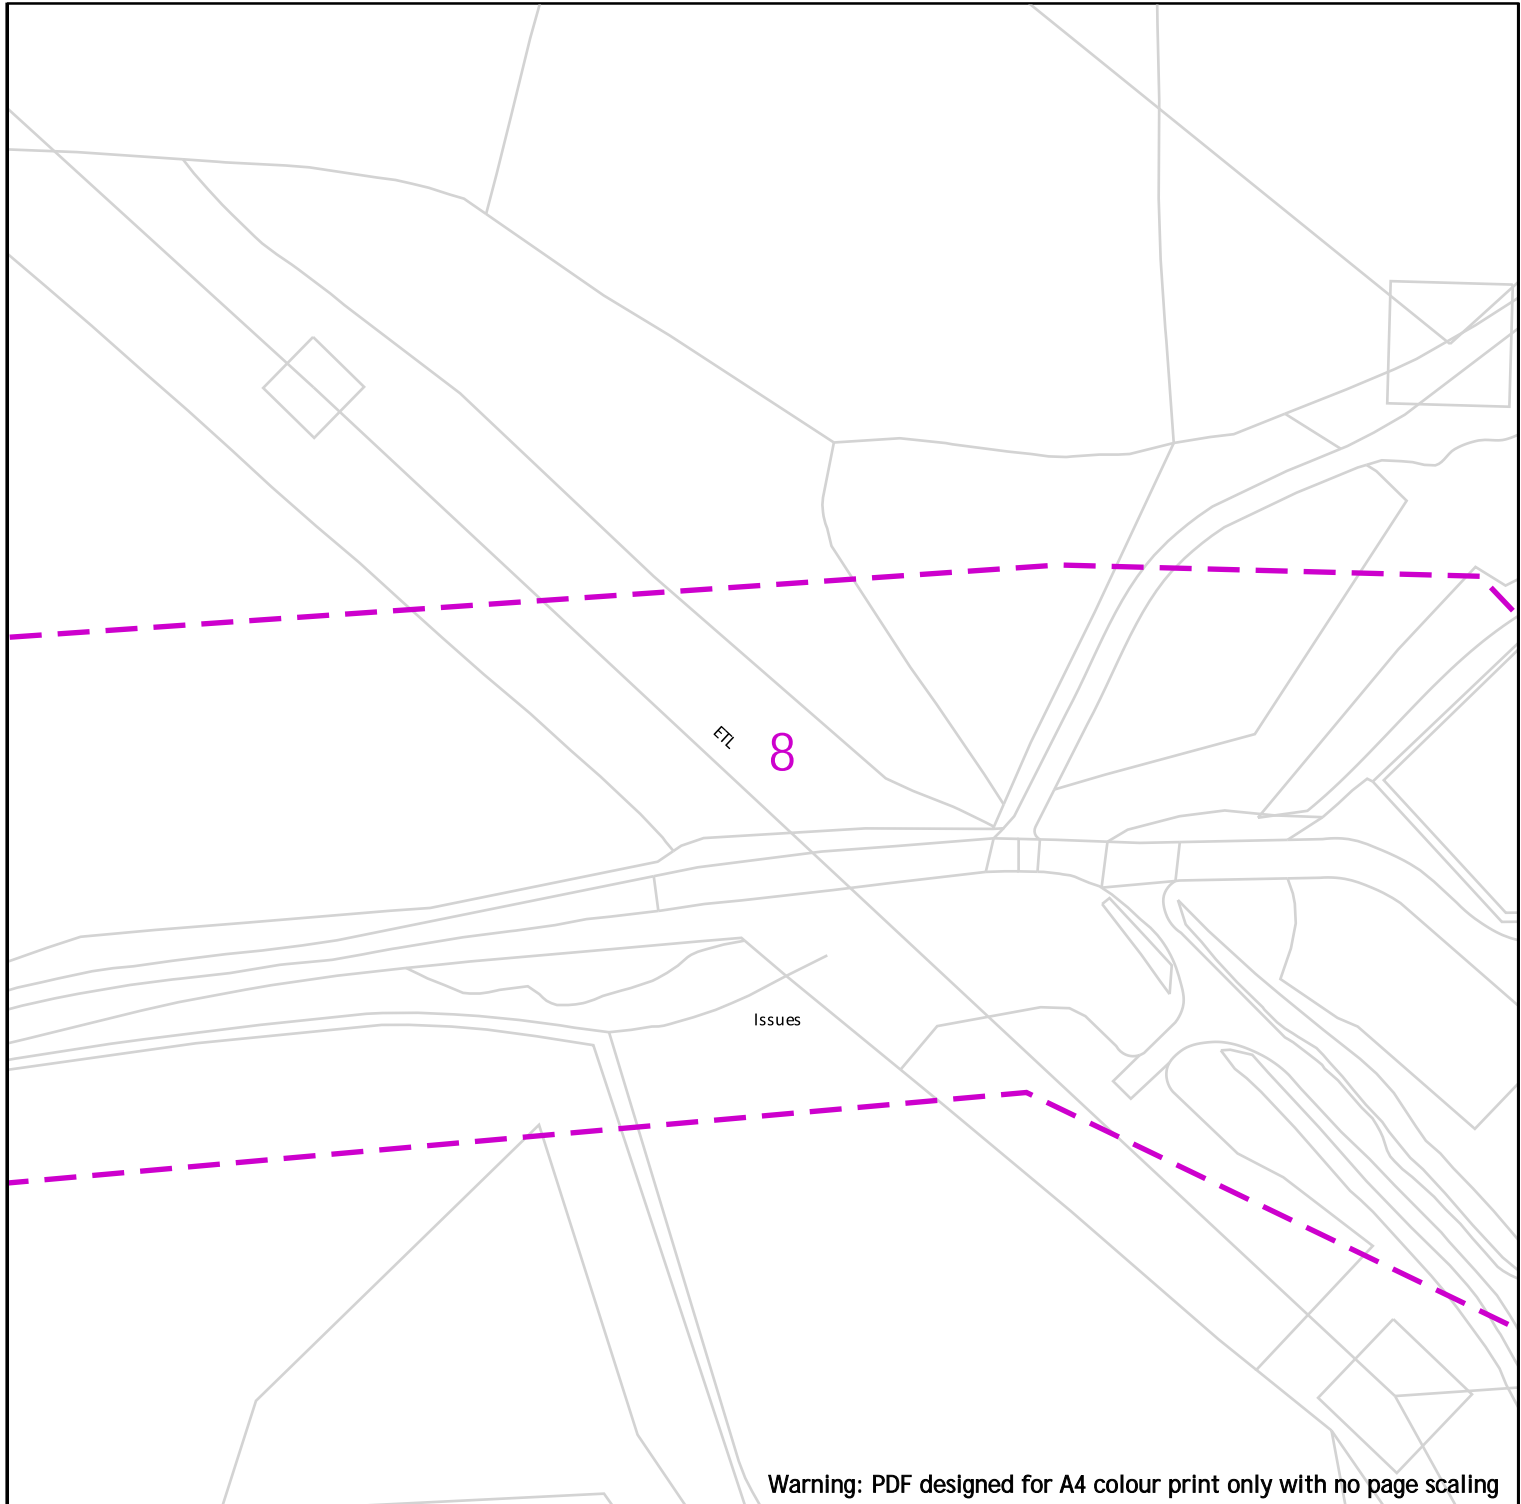 ETL
8
Issues
Warning: PDF designed for A4 colour print only with no page scaling